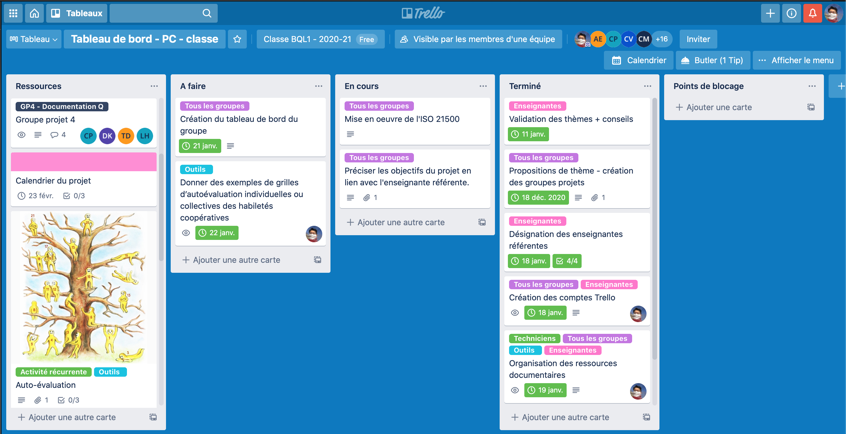 Tableaux
Trello
Tableau
Tableau de bord - PC - classe
Classe BQL1 - 2020-21 Free
Visible par les membres d'une équipe
AE CP CV CM +16
Inviter
Calendrier
Butler (1 Tip)
... Afficher le menu
Ressources ...
GP4 - Documentation Q
Groupe projet 4
4
CP DK TD LH
Calendrier du projet
23 févr. 0/3
Activité récurrente Outils
Auto-évaluation
1 0/3
+ Ajouter une autre carte
A faire ...
Tous les groupes
Création du tableau de bord du
groupe
21 janv.
Outils
Donner des exemples de grilles
d'autoévaluation individuelles ou
collectives des habiletés
coopératives
22 janv.
+ Ajouter une autre carte
En cours ...
Tous les groupes
Mise en oeuvre de l'ISO 21500
Tous les groupes
Préciser les objectifs du projet en
lien avec l'enseignante référente.
1
+ Ajouter une autre carte
Terminé ...
Enseignantes
Validation des thèmes + conseils
11 janv.
Tous les groupes
Propositions de thème - création
des groupes projets
18 déc. 2020 1
Enseignantes
Désignation des enseignantes
référentes
18 janv. 4/4
Tous les groupes Enseignantes
Création des comptes Trello
18 janv.
Techniciens Tous les groupes
Outils Enseignantes
Organisation des ressources
documentaires
19 janv.
+ Ajouter une autre carte
Points de blocage ...
+ Ajouter une carte